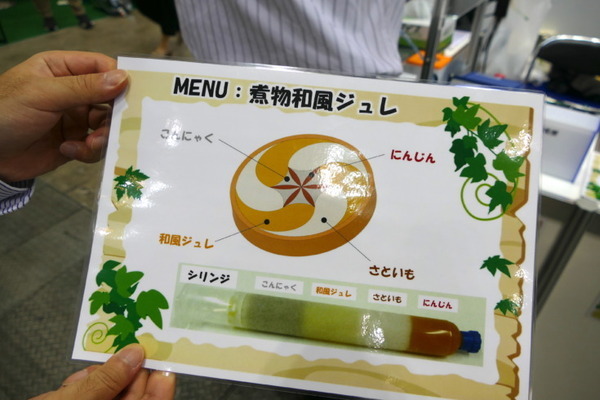 MENU：煮物和風ジュレ
こんにゃく
にんじん
和風ジュレ
さといも
シリンジ
こんにゃく
和風ジュレ
さといも
にんじん